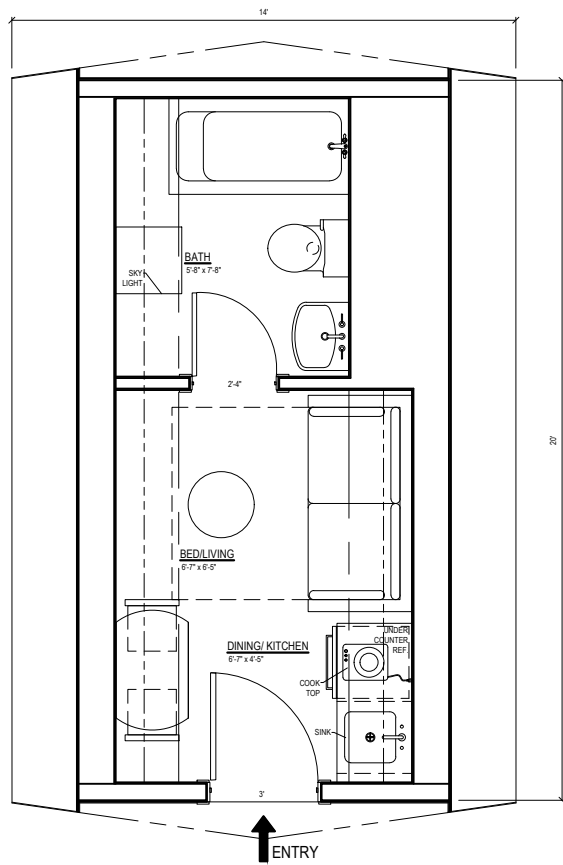 14'
BATH
5'-8" x 7'-8"
SKY
LIGHT
2'-4"
20'
BED/LIVING
6'-7" x 6'-5"
UNDER
COUNTER
REF.
DINING/ KITCHEN
6'-7" x 4'-5"
COOK
TOP
SINK
3'
ENTRY